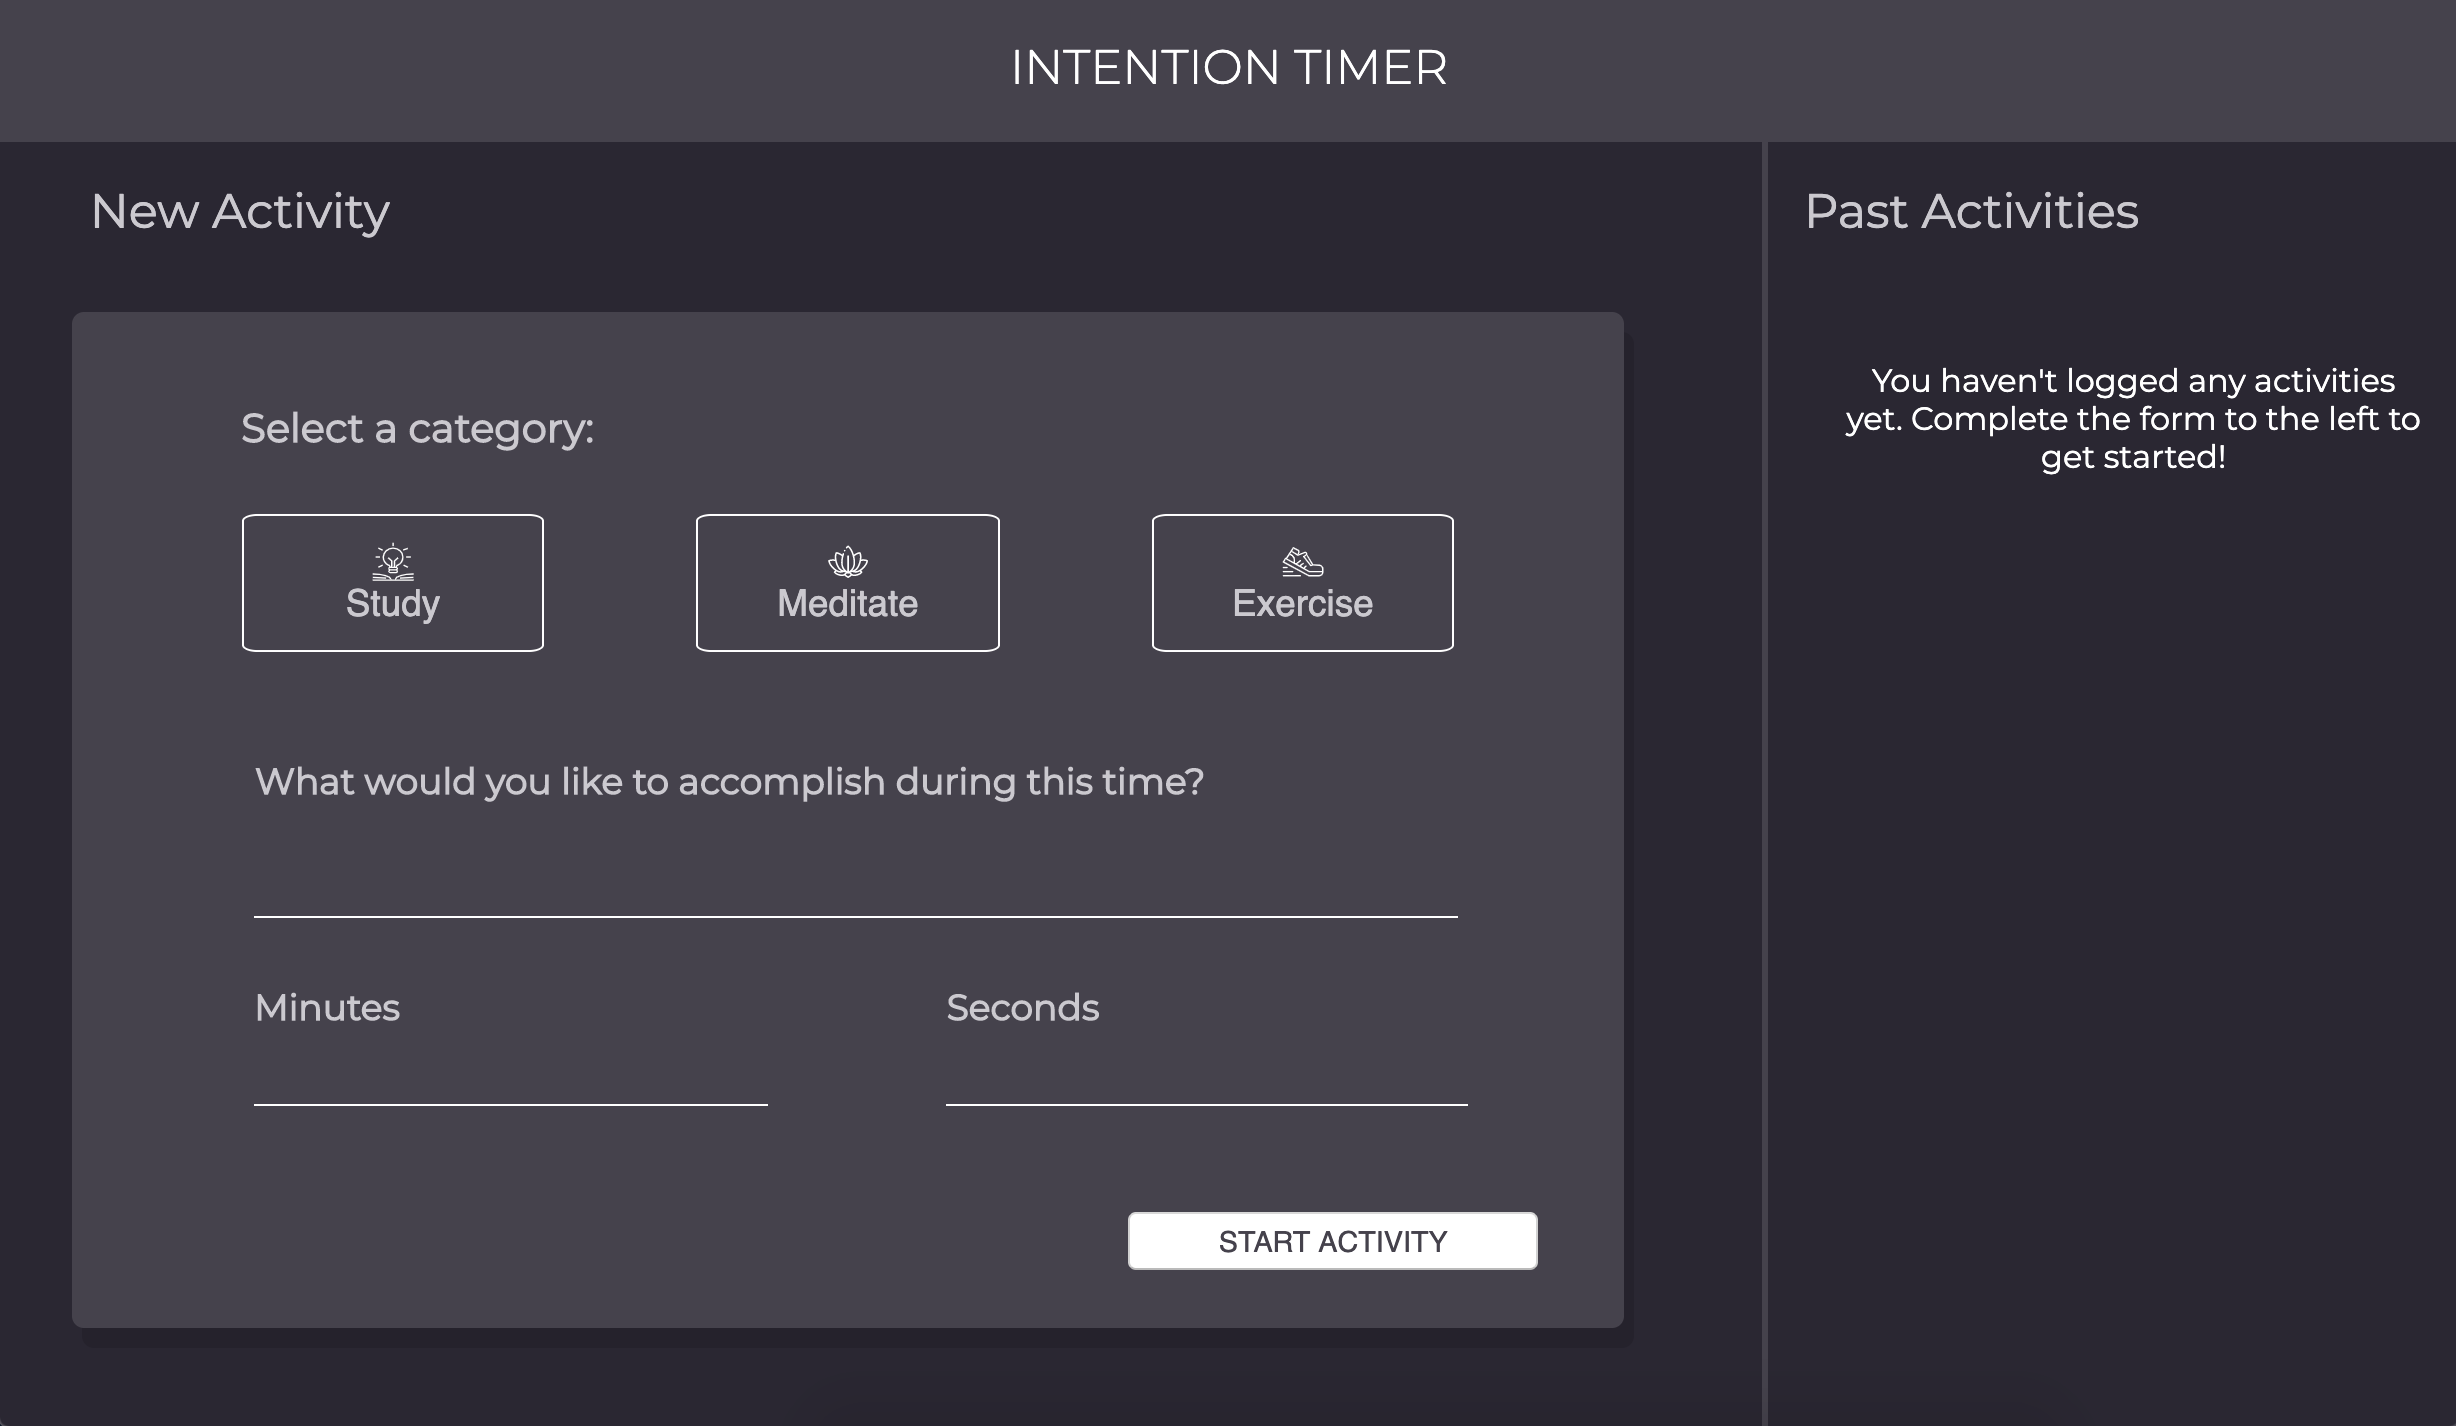 INTENTION TIMER
New Activity
Select a category:
Study
Meditate
Exercise
What would you like to accomplish during this time?
Minutes
Seconds
START ACTIVITY
Past Activities
You haven't logged any activities
yet. Complete the form to the left to
get started!